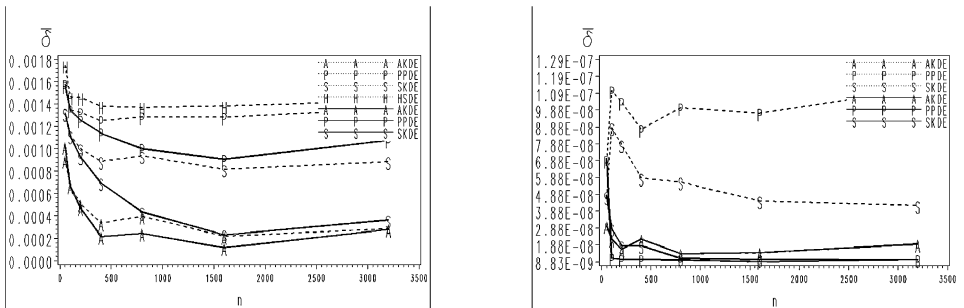 δ̅
0.0018
0.0016
0.0014
0.0012
0.0010
0.0008
0.0006
0.0004
0.0002
0.0000
0 500 1000 1500 2000 2500 3000 3500
n
A A A AKDE
P P P PPDE
S S S SKDE
H H H HSDE
A A A AKDE
P P P PPDE
S S S SKDE
δ̅
1.29E-07
1.19E-07
1.09E-07
9.88E-08
8.88E-08
7.88E-08
6.88E-08
5.88E-08
4.88E-08
3.88E-08
2.88E-08
1.88E-08
8.83E-09
0 500 1000 1500 2000 2500 3000 3500
n
A A A AKDE
P P P PPDE
S S S SKDE
A A A AKDE
P P P PPDE
S S S SKDE